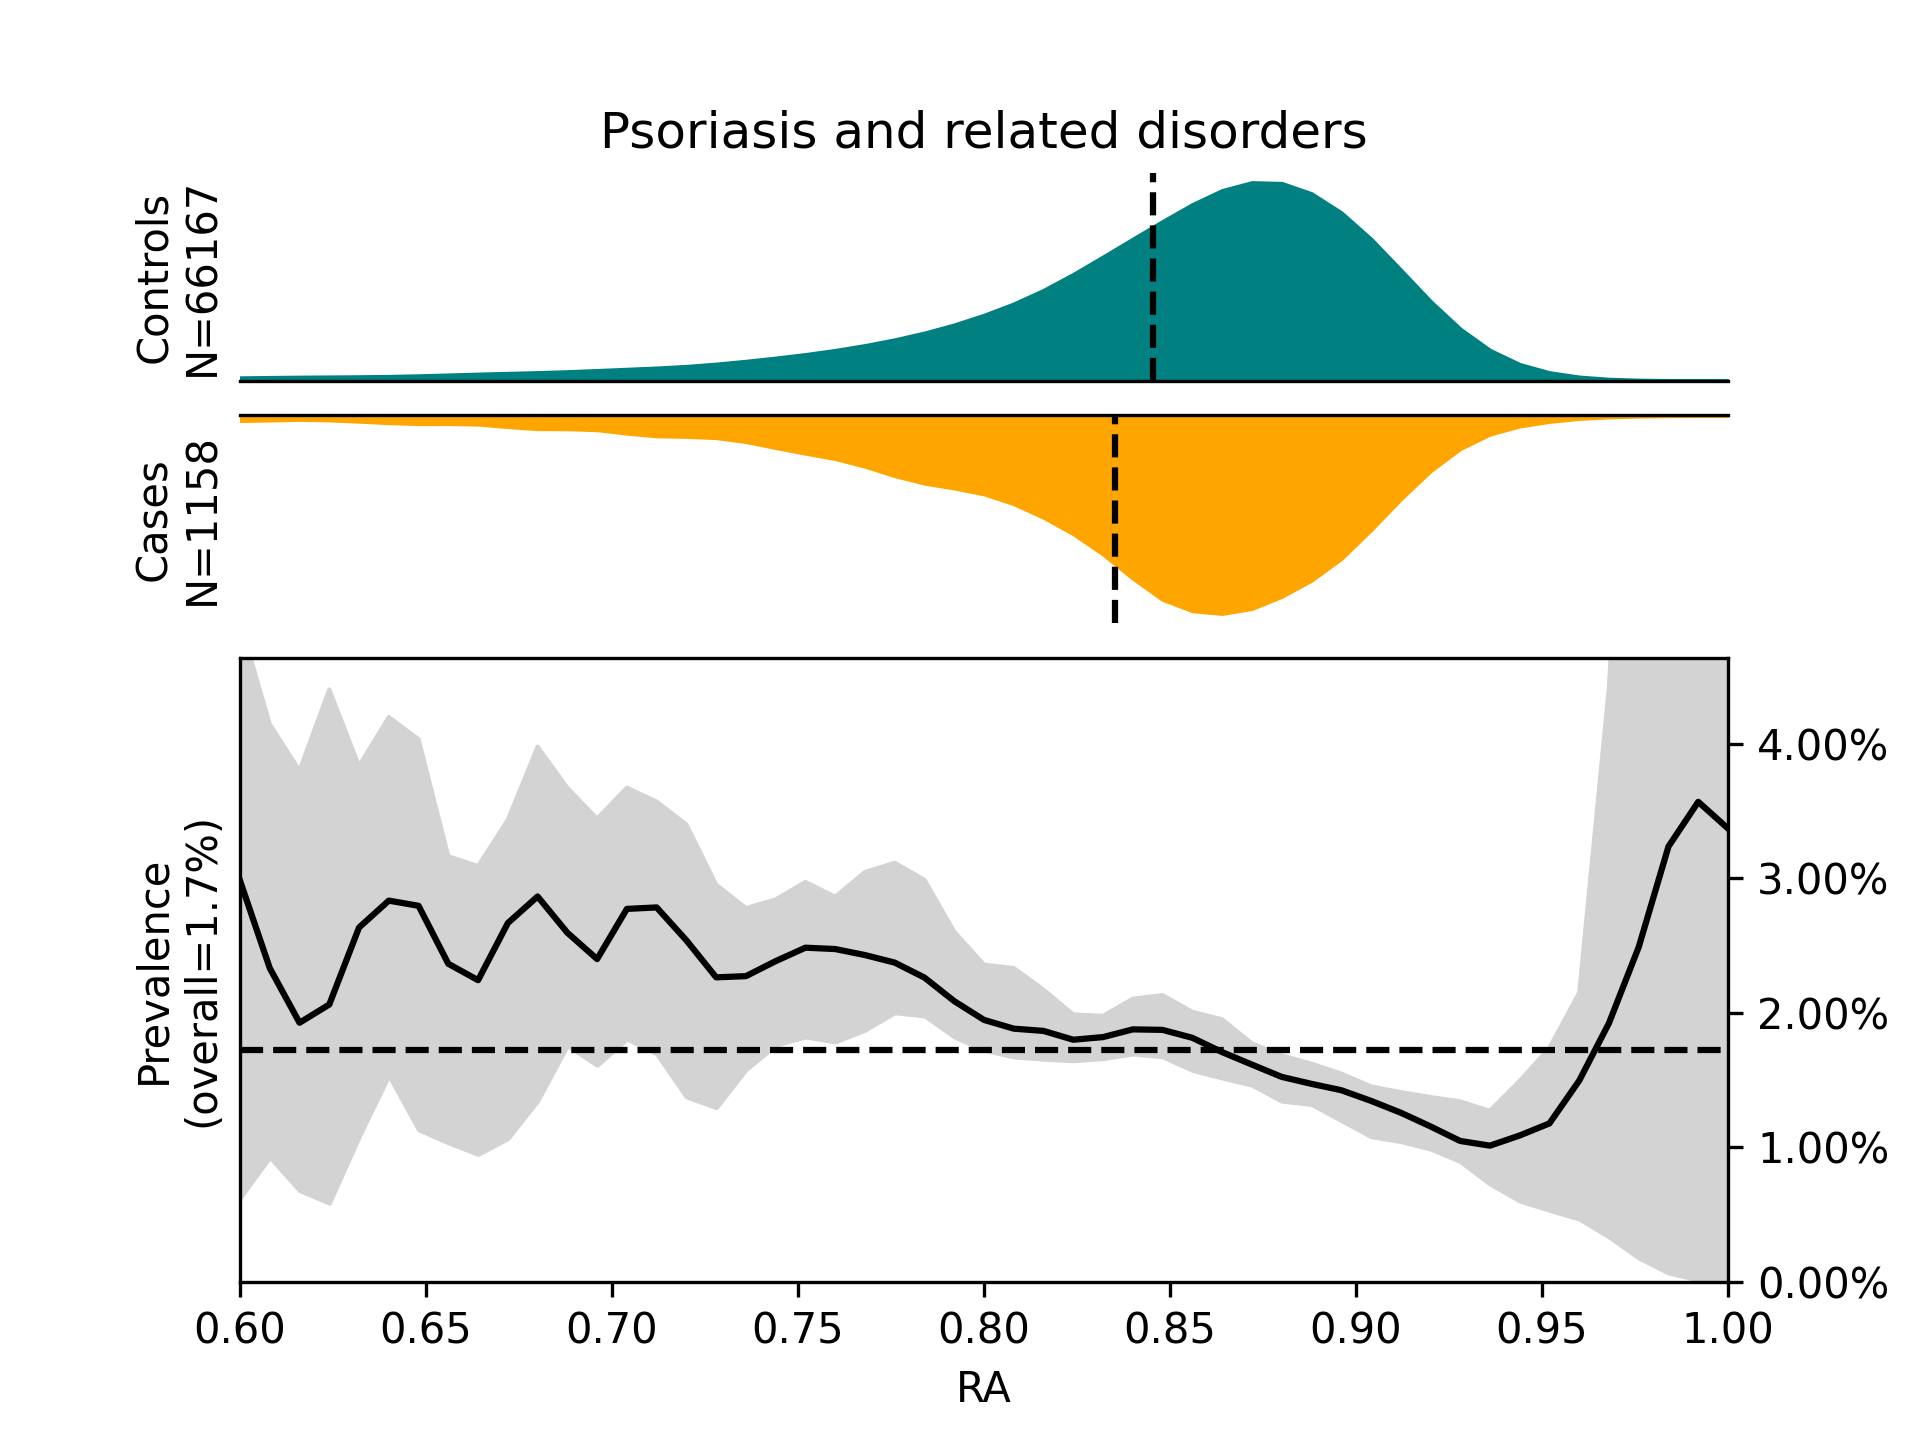 Psoriasis and related disorders
Controls
N=66167
Cases
N=1158
Prevalence
(overall=1.7%)
4.00%
3.00%
2.00%
1.00%
0.00%
0.60 0.65 0.70 0.75 0.80 0.85 0.90 0.95 1.00
RA